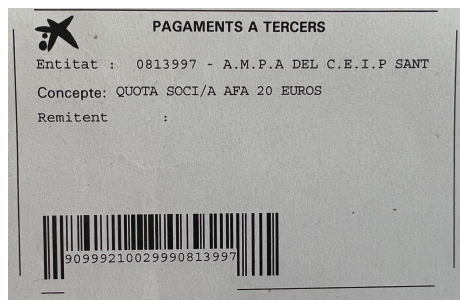 PAGAMENTS A TERCERS
Entitat : 0813997 - A.M.P.A DEL C.E.I.P SANT
Concepte: QUOTA SOCI/A AFA 20 EUROS
Remitent :
90999210029990813997